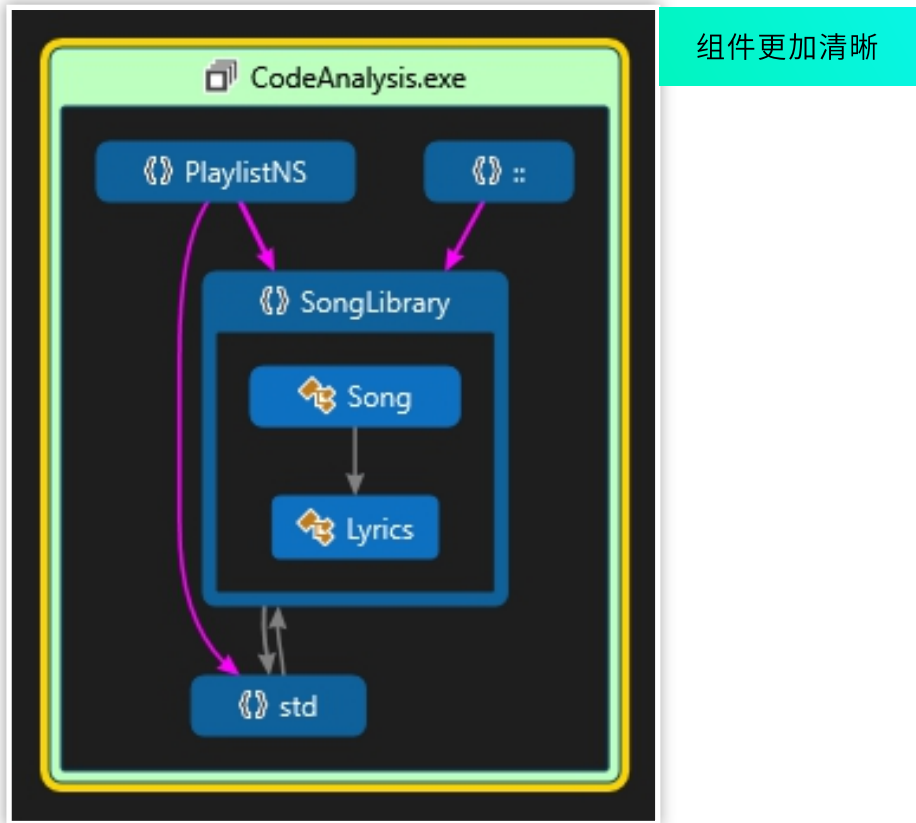 组件更加清晰
CodeAnalysis.exe
PlaylistNS
::
SongLibrary
Song
Lyrics
std